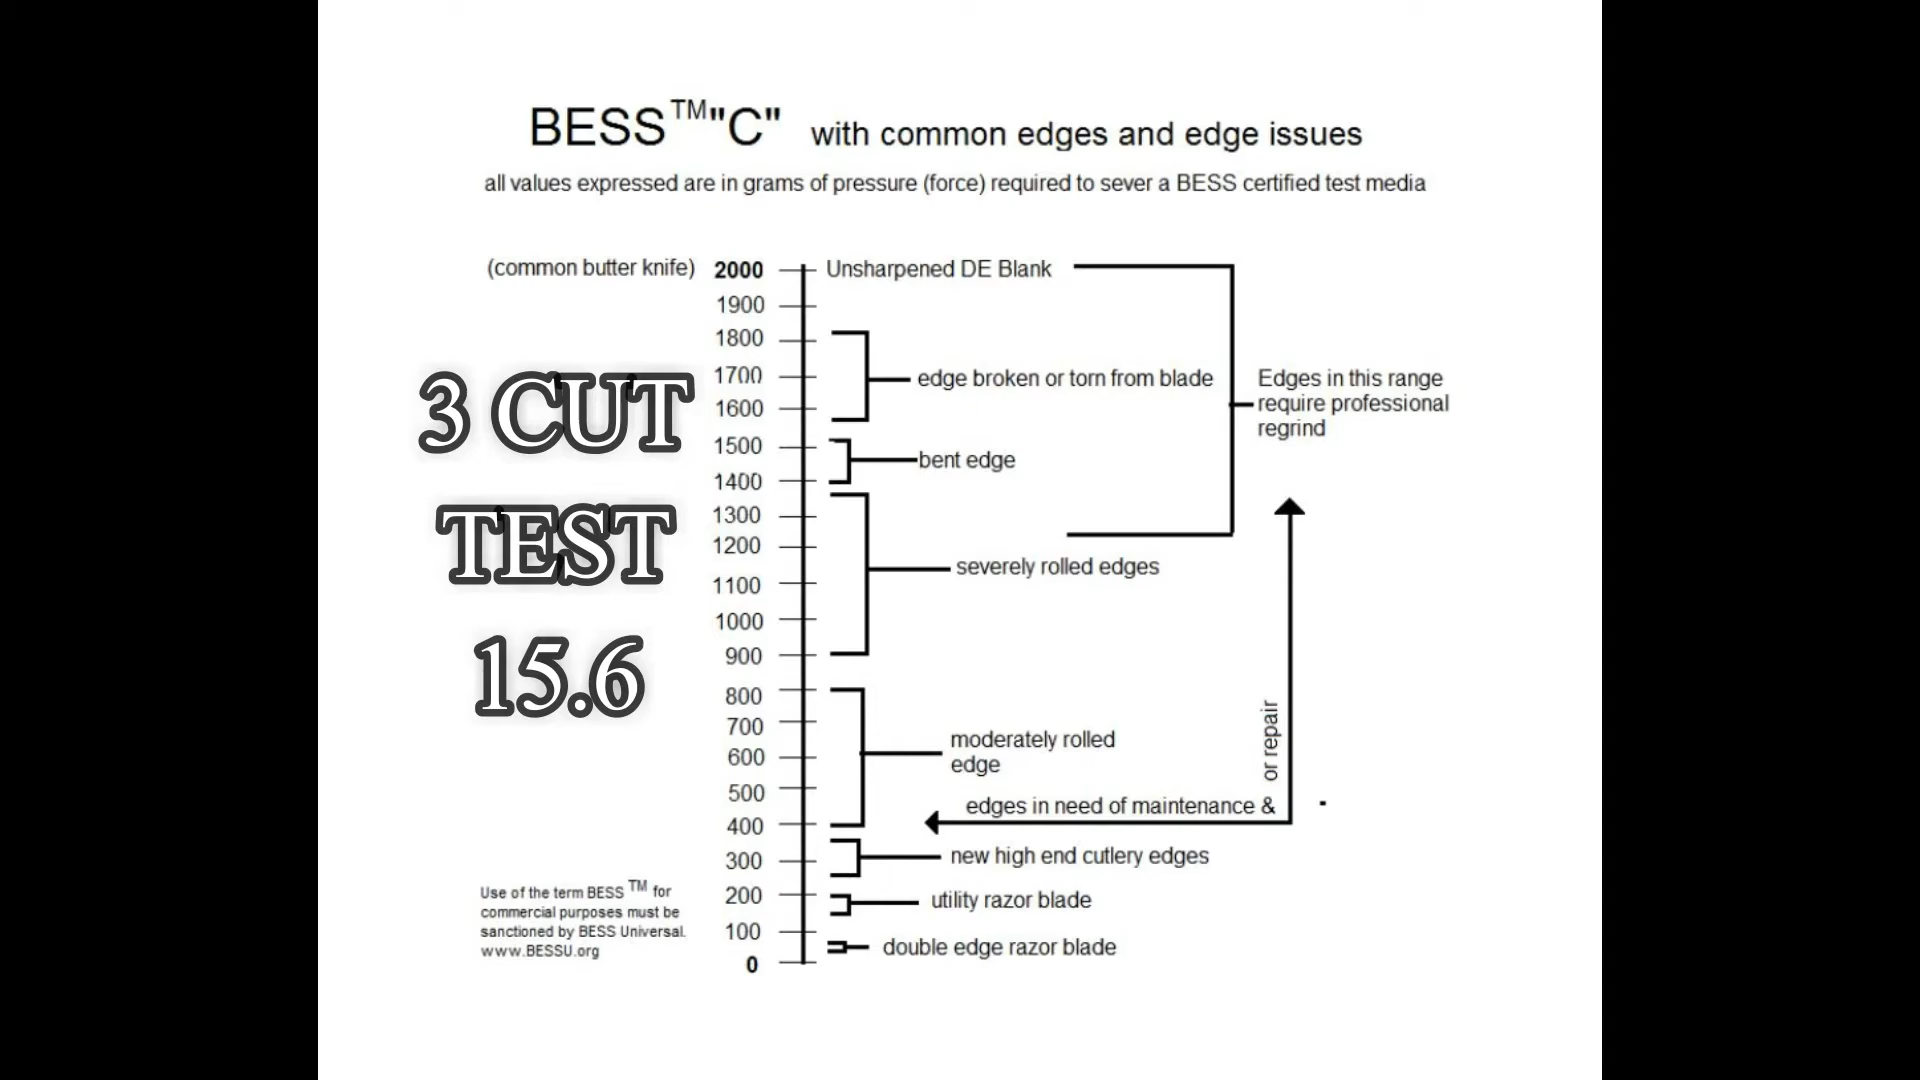 BESS™"C" with common edges and edge issues
all values expressed are in grams of pressure (force) required to sever a BESS certified test media
(common butter knife) 2000 Unsharpened DE Blank
1900
1800
1700 edge broken or torn from blade
1600
1500
1400
1300
1200
1100
1000
900
800
700
600
500
400
300
200
100
0
bent edge
severely rolled edges
moderately rolled
edge
edges in need of maintenance &
or repair
new high end cutlery edges
utility razor blade
double edge razor blade
Edges in this range
require professional
regrind
3 CUT
TEST
15.6
Use of the term BESS™ for
commercial purposes must be
sanctioned by BESS Universal.
www.BESSU.org